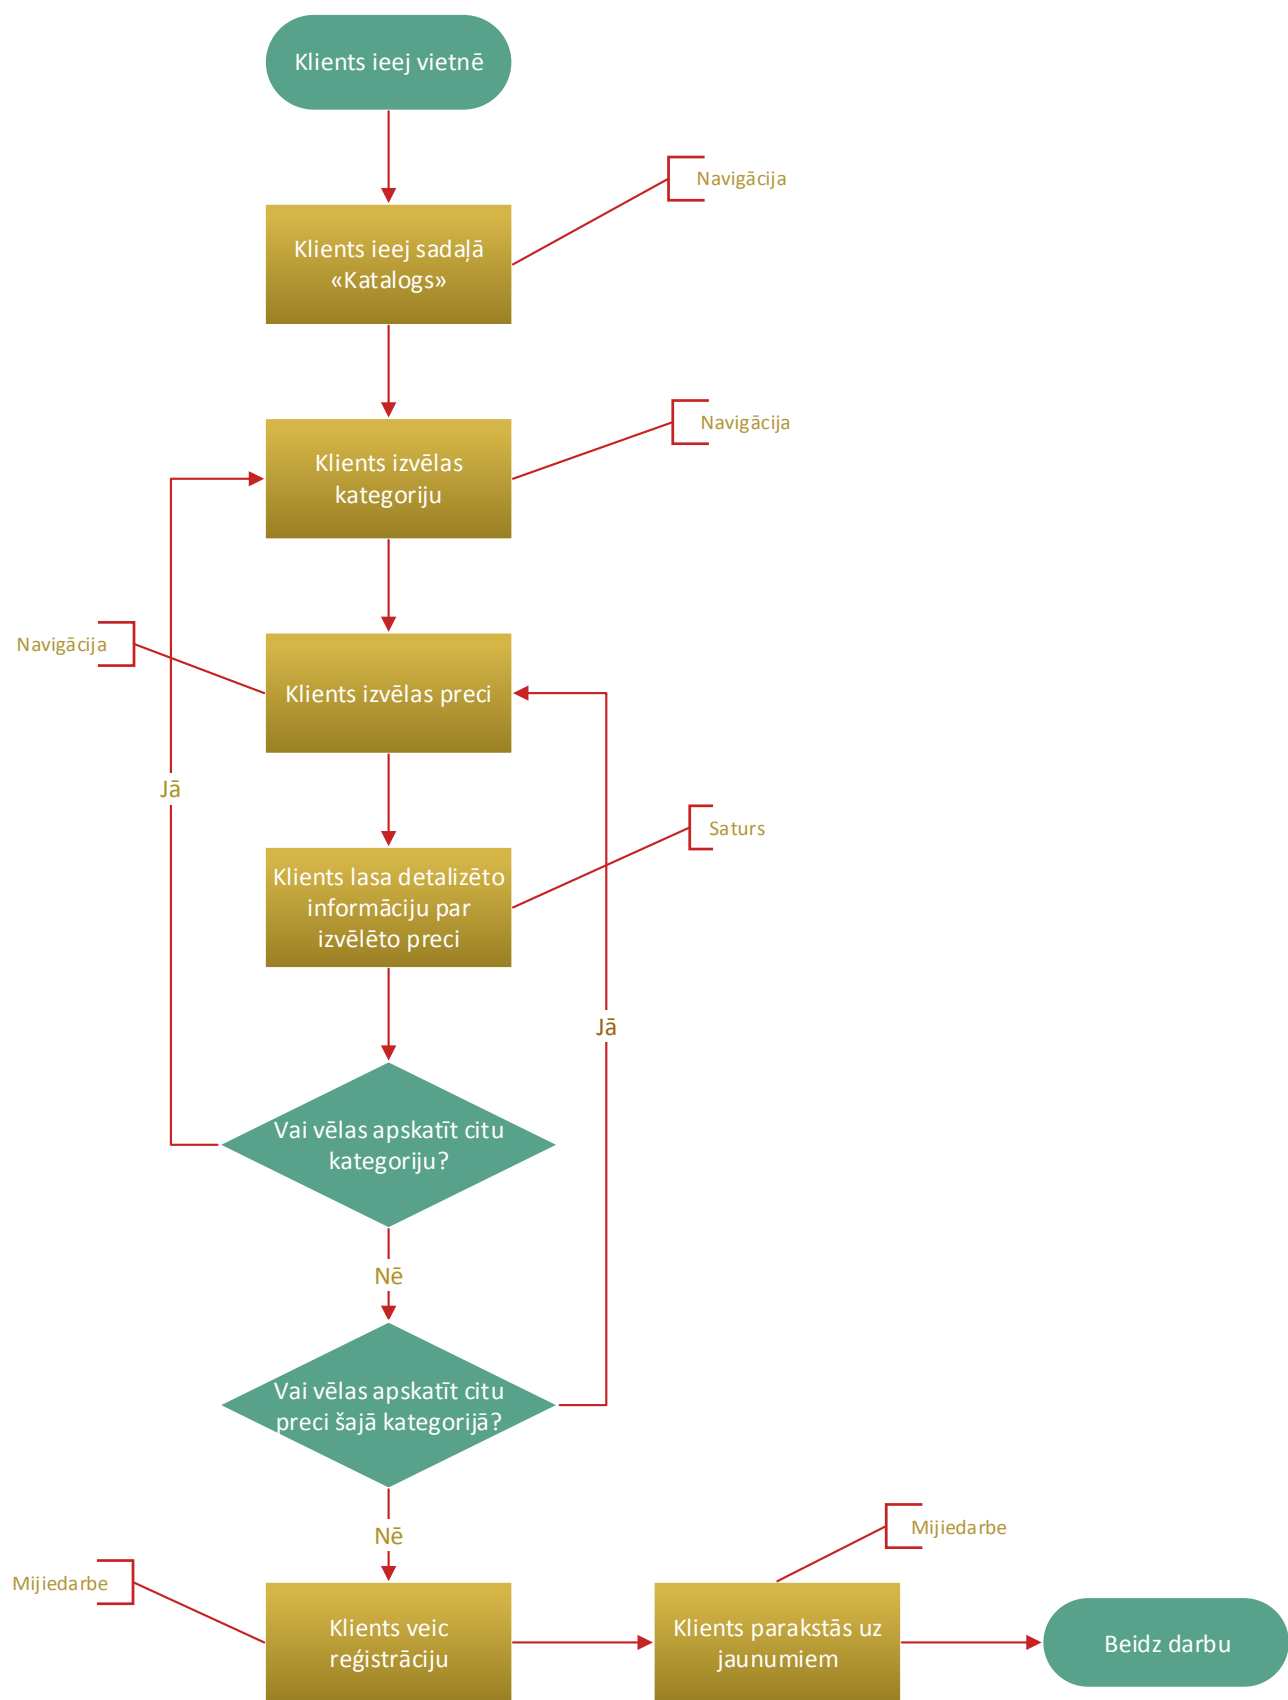 Klients ieej vietnē
Navigācija
Klients ieej sadaļā
«Katalogs»
Navigācija
Klients izvēlas
kategoriju
Navigācija
Klients izvēlas preci
Jā
Saturs
Klients lasa detalizēto
informāciju par
izvēlēto preci
Jā
Vai vēlas apskatīt citu
kategoriju?
Nē
Vai vēlas apskatīt citu
preci šajā kategorijā?
Nē
Mijiedarbe
Mijiedarbe
Klients veic
reģistrāciju
Klients parakstās uz
jaunumiem
Beidz darbu